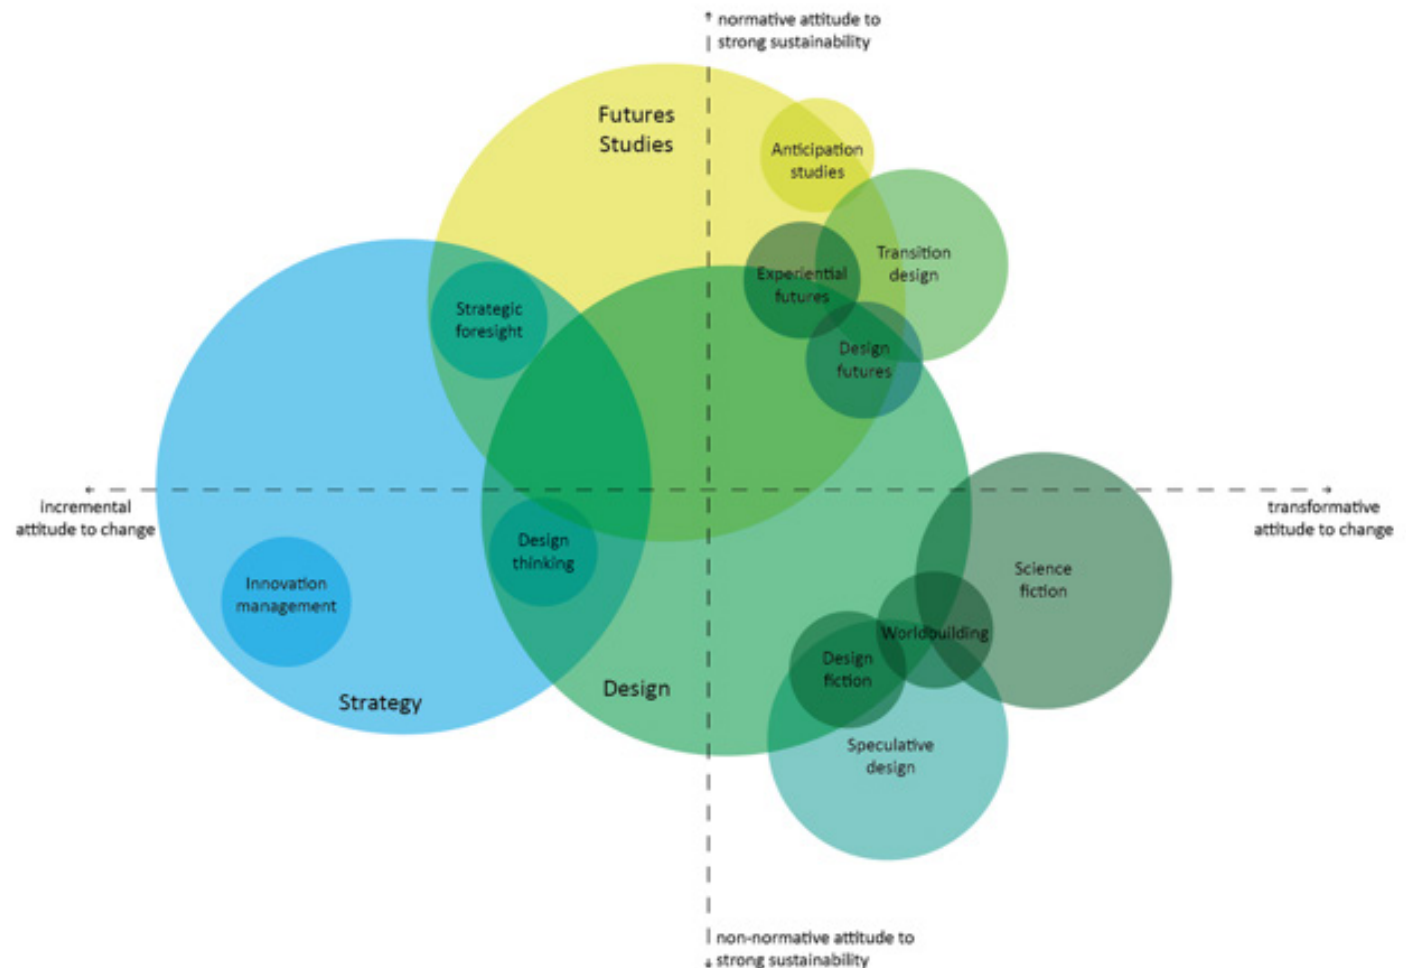 normative attitude to
strong sustainability
Futures
Studies
Anticipation
studies
Transition
design
Experiential
futures
Strategic
foresight
Design
futures
incremental
attitude to change
transformative
attitude to change
Design
thinking
Innovation
management
Science
fiction
Worldbuilding
Design
fiction
Strategy
Design
Speculative
design
non-normative attitude to
strong sustainability